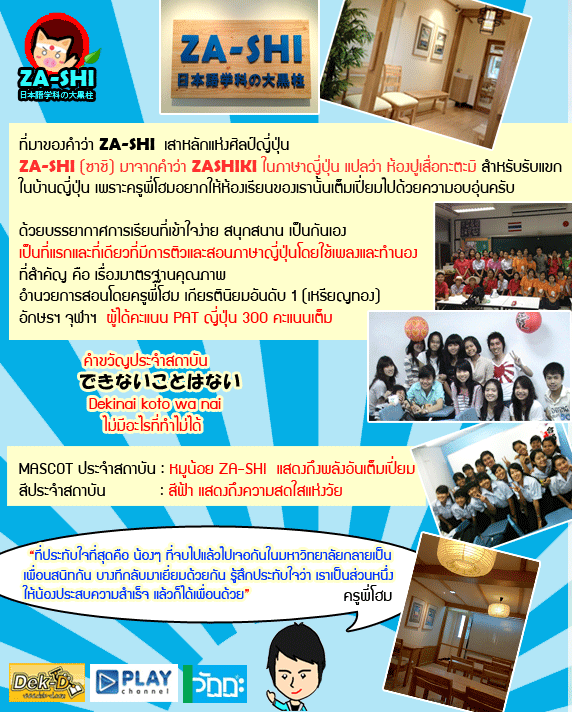 ZA-SHI
日本語学科の大黒柱
ZA-SHI
日本語学科の大黒柱
ที่มาของคำว่า ZA-SHI เสาหลักแห่งศิลป์ญี่ปุ่น
ZA-SHI (ซาชิ) มาจากคำว่า ZASHIKI ในภาษาญี่ปุ่น แปลว่า ห้องปูเสื่อทะตะมิ สำหรับรับแขก
ในบ้านญี่ปุ่น เพราะครูพี่โฮมอยากให้ห้องเรียนของเรานั้นเต็มเปี่ยมไปด้วยความอบอุ่นครับ
ด้วยบรรยากาศการเรียนที่เข้าใจง่าย สนุกสนาน เป็นกันเอง
เป็นที่แรกและที่เดียวที่มีการติวและสอนภาษาญี่ปุ่นโดยใช้เพลงและทำนอง
ที่สำคัญ คือ เรื่องมาตรฐานคุณภาพ
อำนวยการสอนโดยครูพี่โฮม เกียรตินิยมอันดับ 1 (เหรียญทอง)
อักษรฯ จุฬาฯ ผู้ได้คะแนน PAT ญี่ปุ่น 300 คะแนนเต็ม
คำขวัญประจำสถาบัน
できないことはない
Dekinai koto wa nai
ไม่มีอะไรที่ทำไม่ได้
MASCOT ประจำสถาบัน : หมูน้อย ZA-SHI แสดงถึงพลังอันเต็มเปี่ยม
สีประจำสถาบัน : สีฟ้า แสดงถึงความสดใสแห่งวัย
"ที่ประทับใจที่สุดคือ น้องๆ ที่จบไปแล้วไปเจอกันในมหาวิทยาลัยกลายเป็น
เพื่อนสนิทกัน บางทีกลับมาเยี่ยมด้วยกัน รู้สึกประทับใจว่า เราเป็นส่วนหนึ่ง
ให้น้องประสบความสำเร็จ แล้วก็ได้เพื่อนด้วย"
ครูพี่โฮม
Dek-D
www.dek-d.com
PLAY
channel